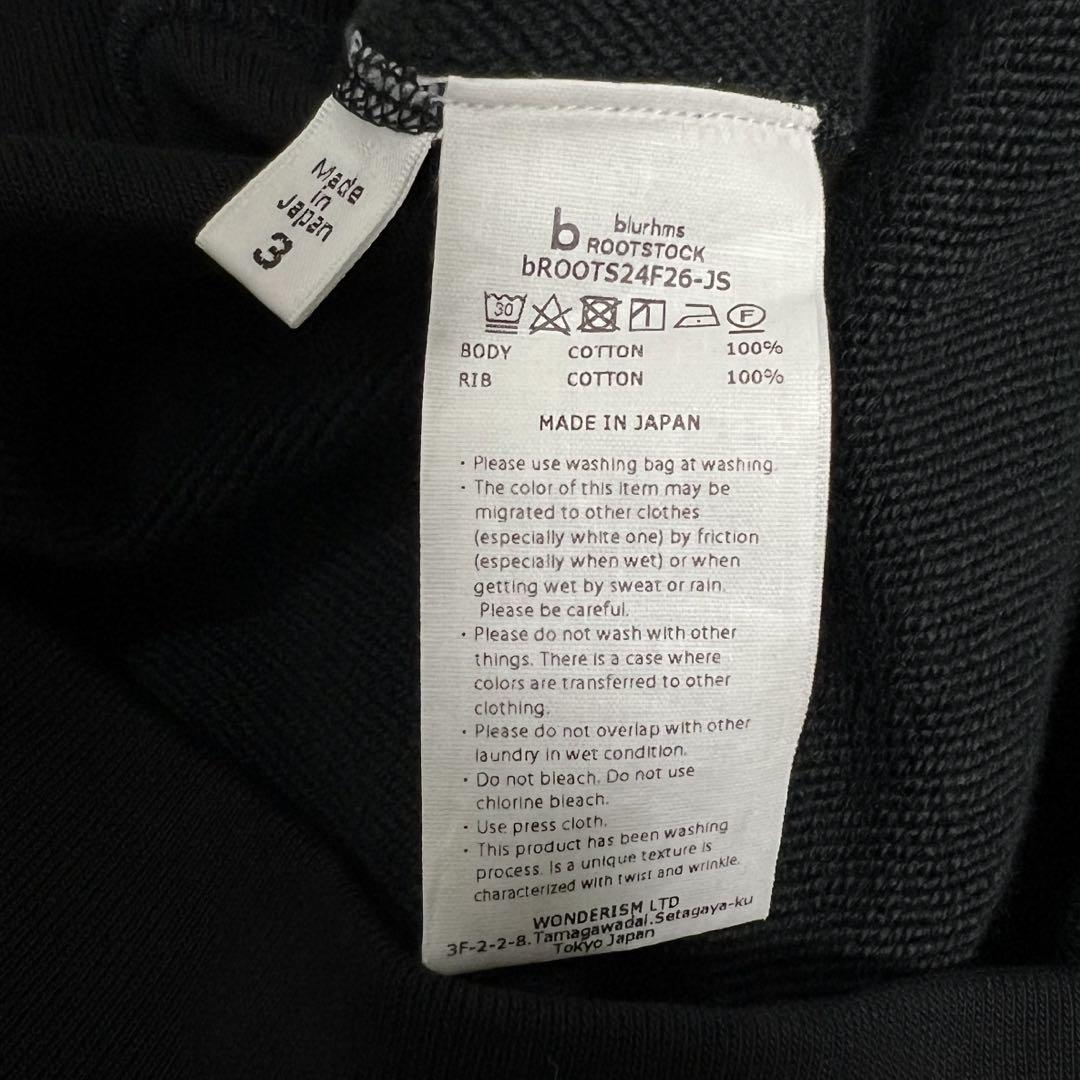 Made
in
Japan
3
b blurhms
ROOTSTOCK
bROOTS24F26-JS
30 F
BODY COTTON 100%
RIB COTTON 100%
MADE IN JAPAN
・Please use washing bag at washing.
・The color of this item may be
migrated to other clothes
(especially white one) by friction
(especially when wet) or when
getting wet by sweat or rain.
Please be careful.
・Please do not wash with other
things. There is a case where
colors are transferred to other
clothing.
・Please do not overlap with other
laundry in wet condition.
・Do not bleach. Do not use
chlorine bleach.
・Use press cloth.
・This product has been washing
process. Is a unique texture is
characterized with twist and wrinkle.
WONDERISM LTD
3F-2-2-8.Tamagawadai.Setagaya-ku
Tokyo Japan